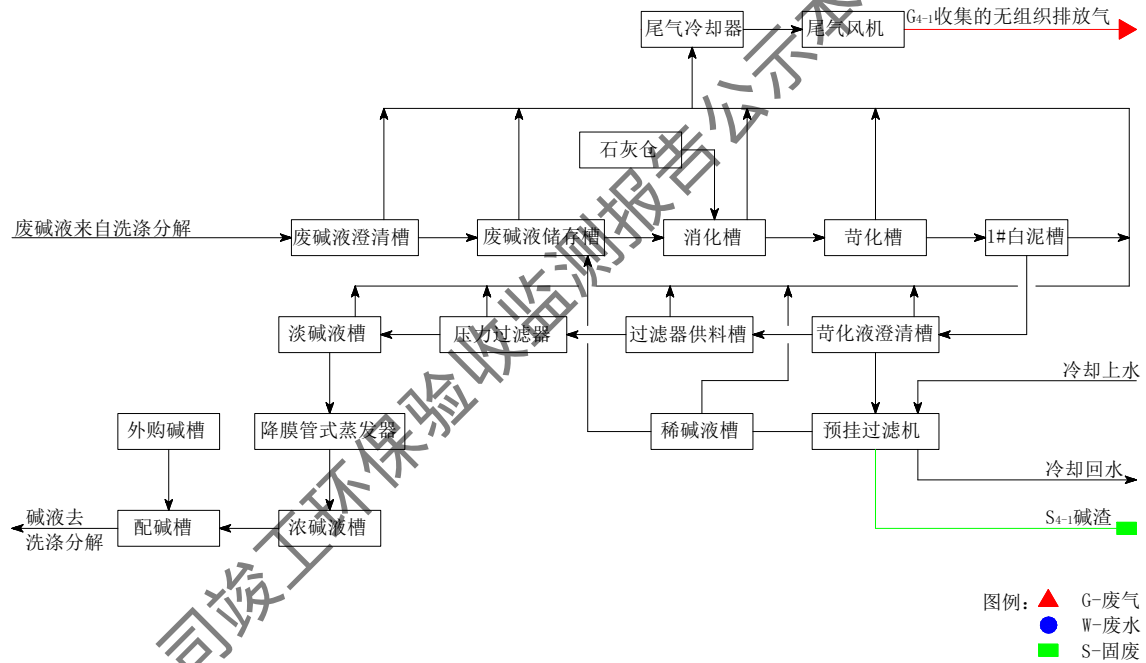 尾气冷却器
尾气风机
G4-1收集的无组织排放气
石灰仓
废碱液来自洗涤分解
废碱液澄清槽
废碱液储存槽
消化槽
苛化槽
1#白泥槽
淡碱液槽
压力过滤器
过滤器供料槽
苛化液澄清槽
冷却上水
外购碱槽
降膜管式蒸发器
稀碱液槽
预挂过滤机
冷却回水
碱液去
洗涤分解
配碱槽
浓碱液槽
S4-1碱渣
图例:
G-废气
W-废水
S-固废
司竣工环保验收监测报告公示本